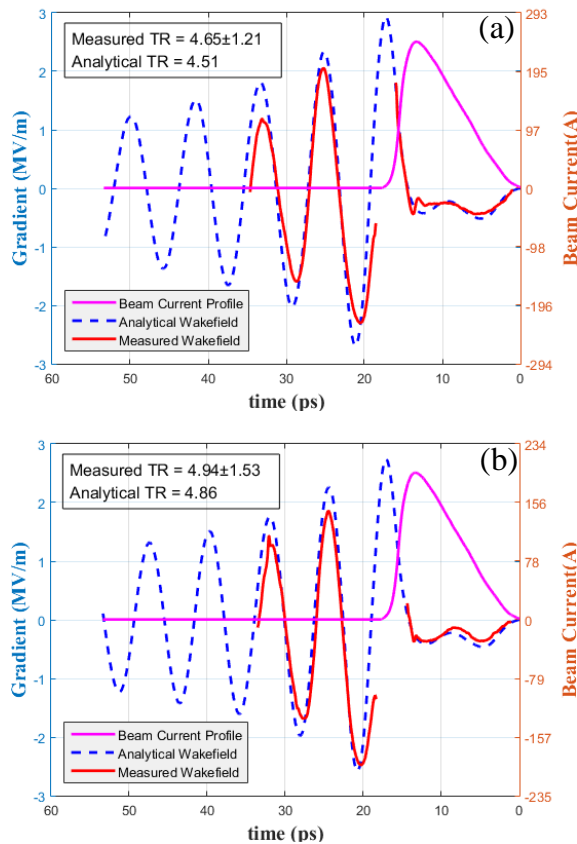 (a)
Measured TR = 4.65±1.21
Analytical TR = 4.51
3
2
1
0
-1
-2
-3
Gradient (MV/m)
293
195
97
0
-98
-196
-294
Beam Current(A)
Beam Current Profile
Analytical Wakefield
Measured Wakefield
60
50
40
30
20
10
0
time (ps)
(b)
Measured TR = 4.94±1.53
Analytical TR = 4.86
3
2
1
0
-1
-2
-3
Gradient (MV/m)
234
156
78
0
-79
-157
-235
Beam Current(A)
Beam Current Profile
Analytical Wakefield
Measured Wakefield
60
50
40
30
20
10
0
time (ps)